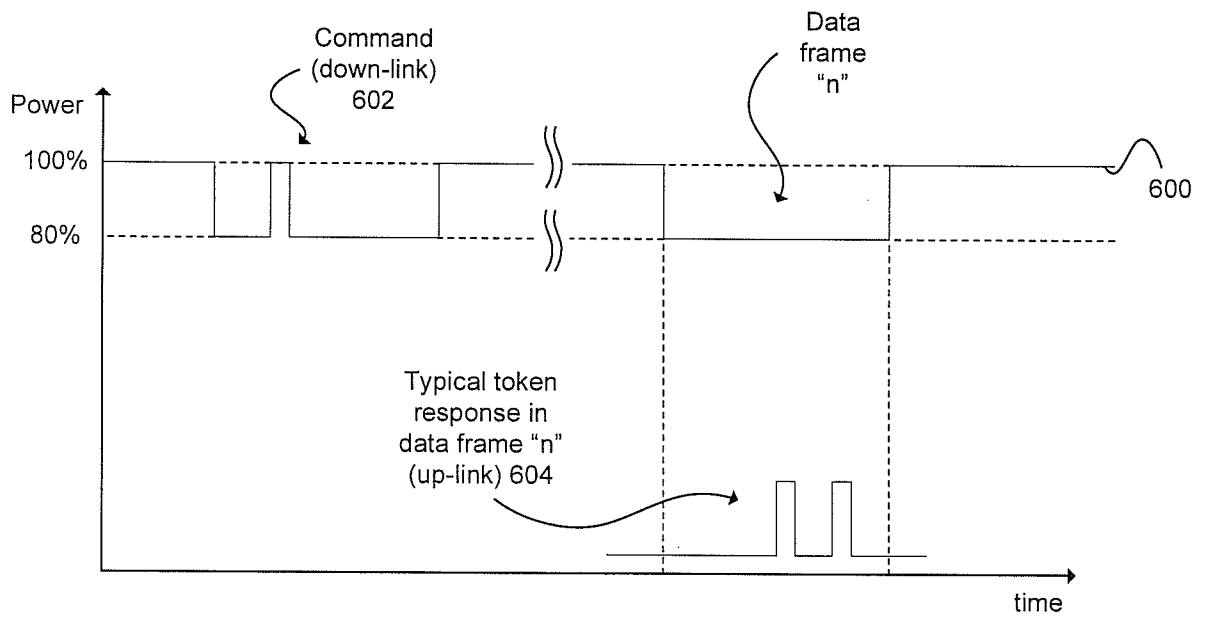 Command
(down-link)
602
Data
frame
“n”
Power
100%
80%
600
Typical token
response in
data frame “n”
(up-link) 604
time